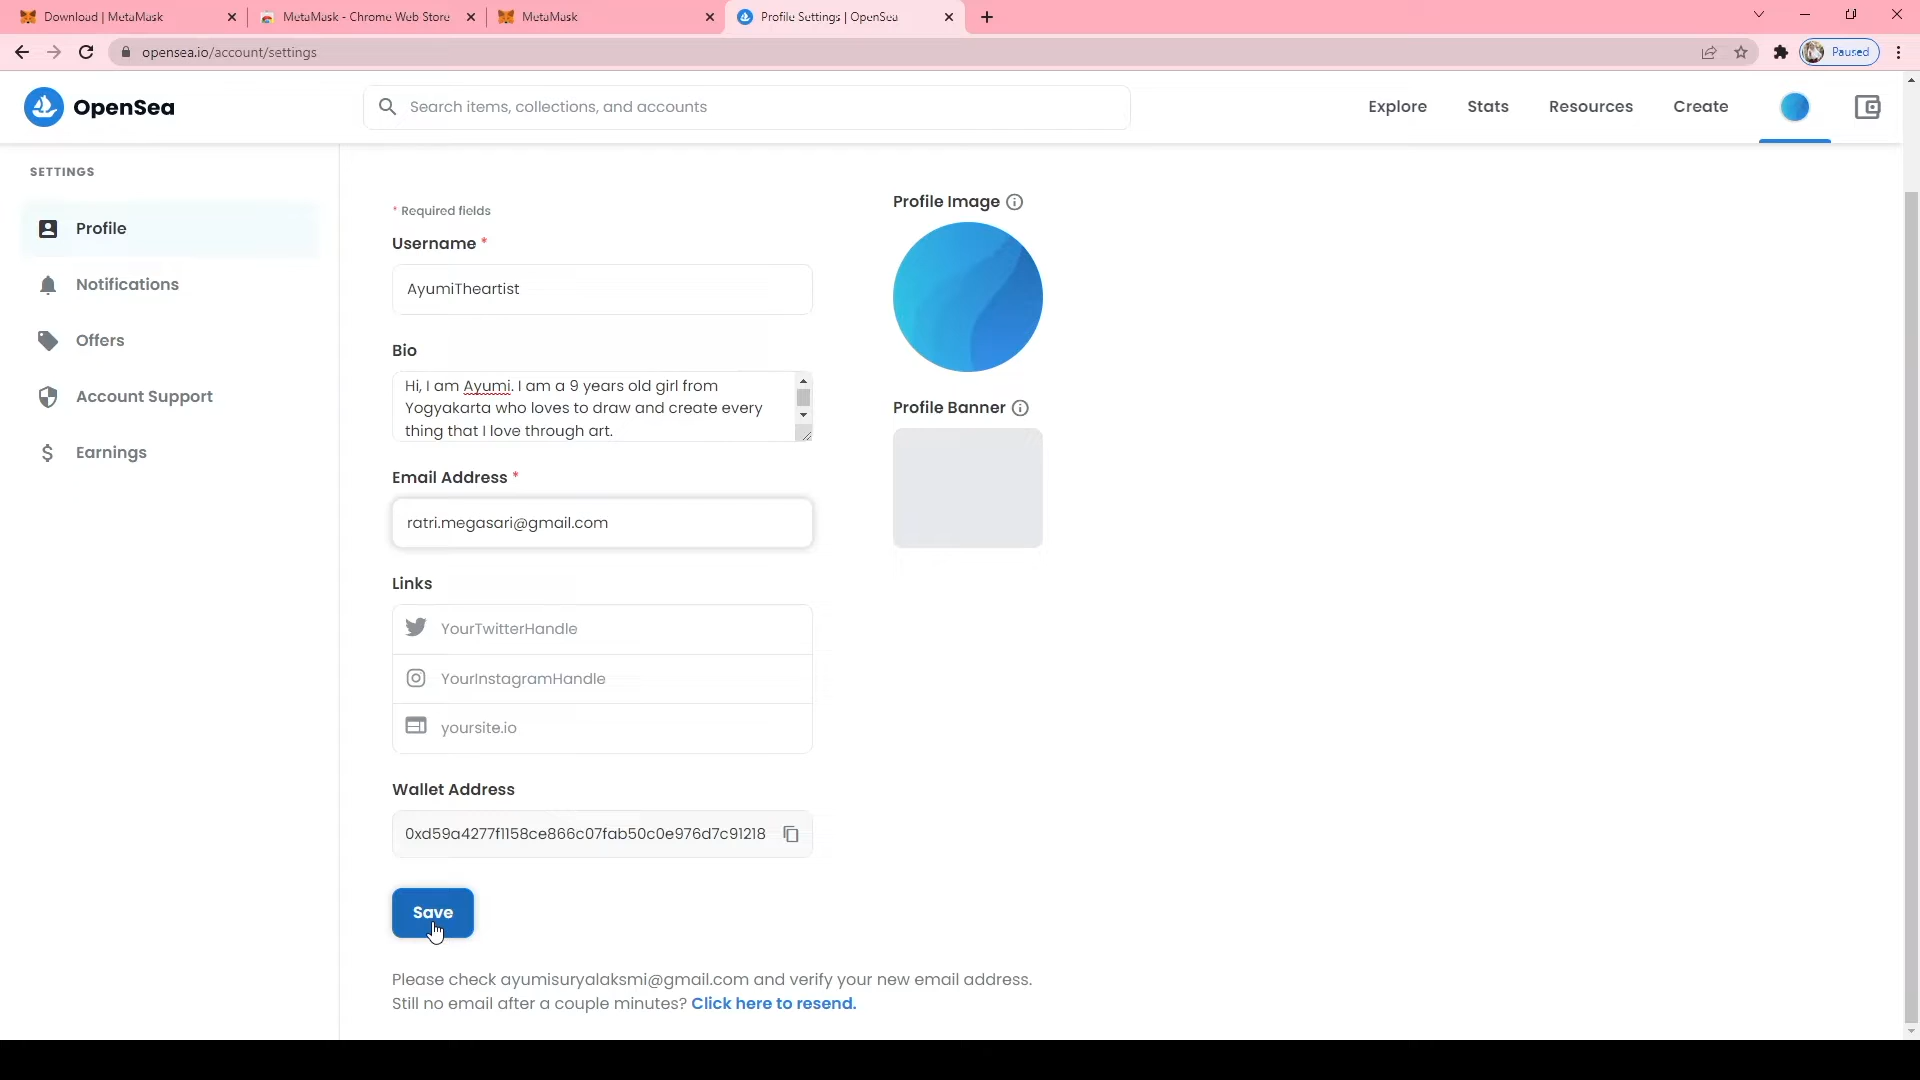 Download | MetaMask
MetaMask - Chrome Web Store
MetaMask
Profile Settings | OpenSea
opensea.io/account/settings
Paused
OpenSea
Search items, collections, and accounts
Explore
Stats
Resources
Create
SETTINGS
Profile
Notifications
Offers
Account Support
Earnings
* Required fields
Username *
AyumiTheartist
Bio
Hi, I am Ayumi. I am a 9 years old girl from
Yogyakarta who loves to draw and create every
thing that I love through art.
Email Address *
ratri.megasari@gmail.com
Links
YourTwitterHandle
YourInstagramHandle
yoursite.io
Wallet Address
0xd59a4277f1158ce866c07fab50c0e976d7c91218
Save
Please check ayumisuryalaksmi@gmail.com and verify your new email address.
Still no email after a couple minutes? Click here to resend.
Profile Image
Profile Banner